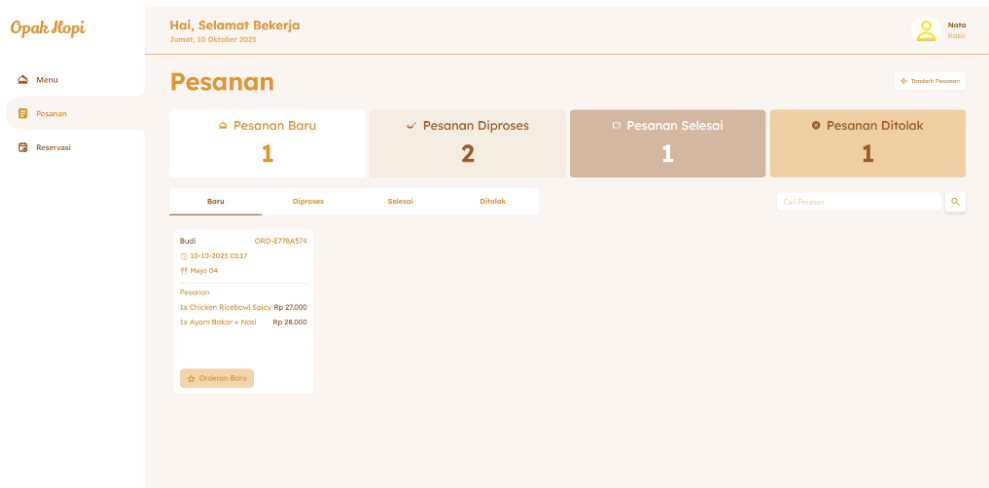 Opak Kopi
Hai, Selamat Bekerja
Jumat, 10 Oktober 2025
Nata
Kasir
Menu
Pesanan
Reservasi
Pesanan
Tambah Pesanan
Pesanan Baru
1
Pesanan Diproses
2
Pesanan Selesai
1
Pesanan Ditolak
1
Baru Diproses Selesai Ditolak
Cari Pesanan
Budi ORD-E778A574
10-10-2025 03:17
Meja 04
Pesanan
1x Chicken Ricebowl Spicy Rp 27.000
1x Ayam Bakar + Nasi Rp 28.000
Orderan Baru